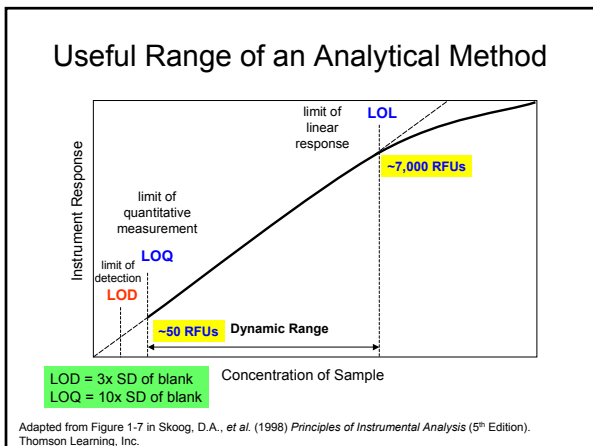 Useful Range of an Analytical Method
limit of
linear
response
LOL
~7,000 RFUs
limit of
quantitative
measurement
LOQ
limit of
detection
LOD
~50 RFUs
Dynamic Range
Instrument Response
Concentration of Sample
LOD = 3x SD of blank
LOQ = 10x SD of blank
Adapted from Figure 1-7 in Skoog, D.A., et al. (1998) Principles of Instrumental Analysis (5th Edition).
Thomson Learning, Inc.